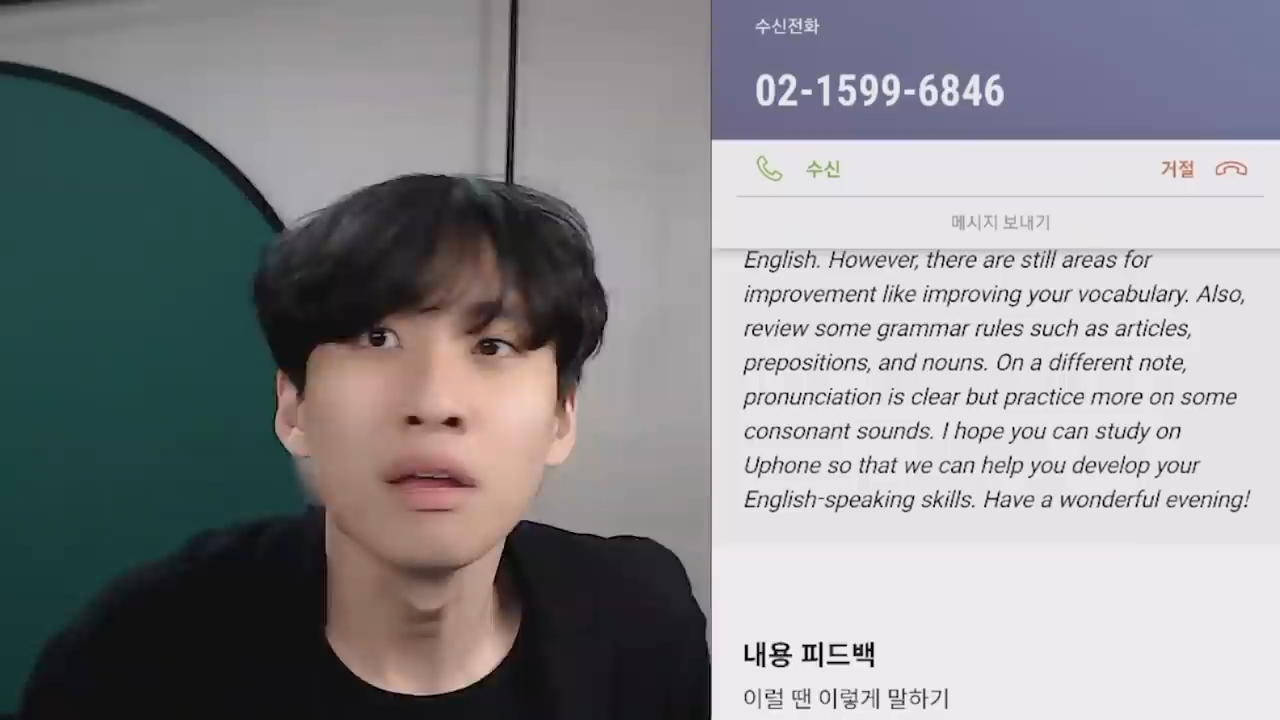 수신전화
02-1599-6846
수신
거절
메시지 보내기
English. However, there are still areas for
improvement like improving your vocabulary. Also,
review some grammar rules such as articles,
prepositions, and nouns. On a different note,
pronunciation is clear but practice more on some
consonant sounds. I hope you can study on
Uphone so that we can help you develop your
English-speaking skills. Have a wonderful evening!
내용 피드백
이럴 땐 이렇게 말하기